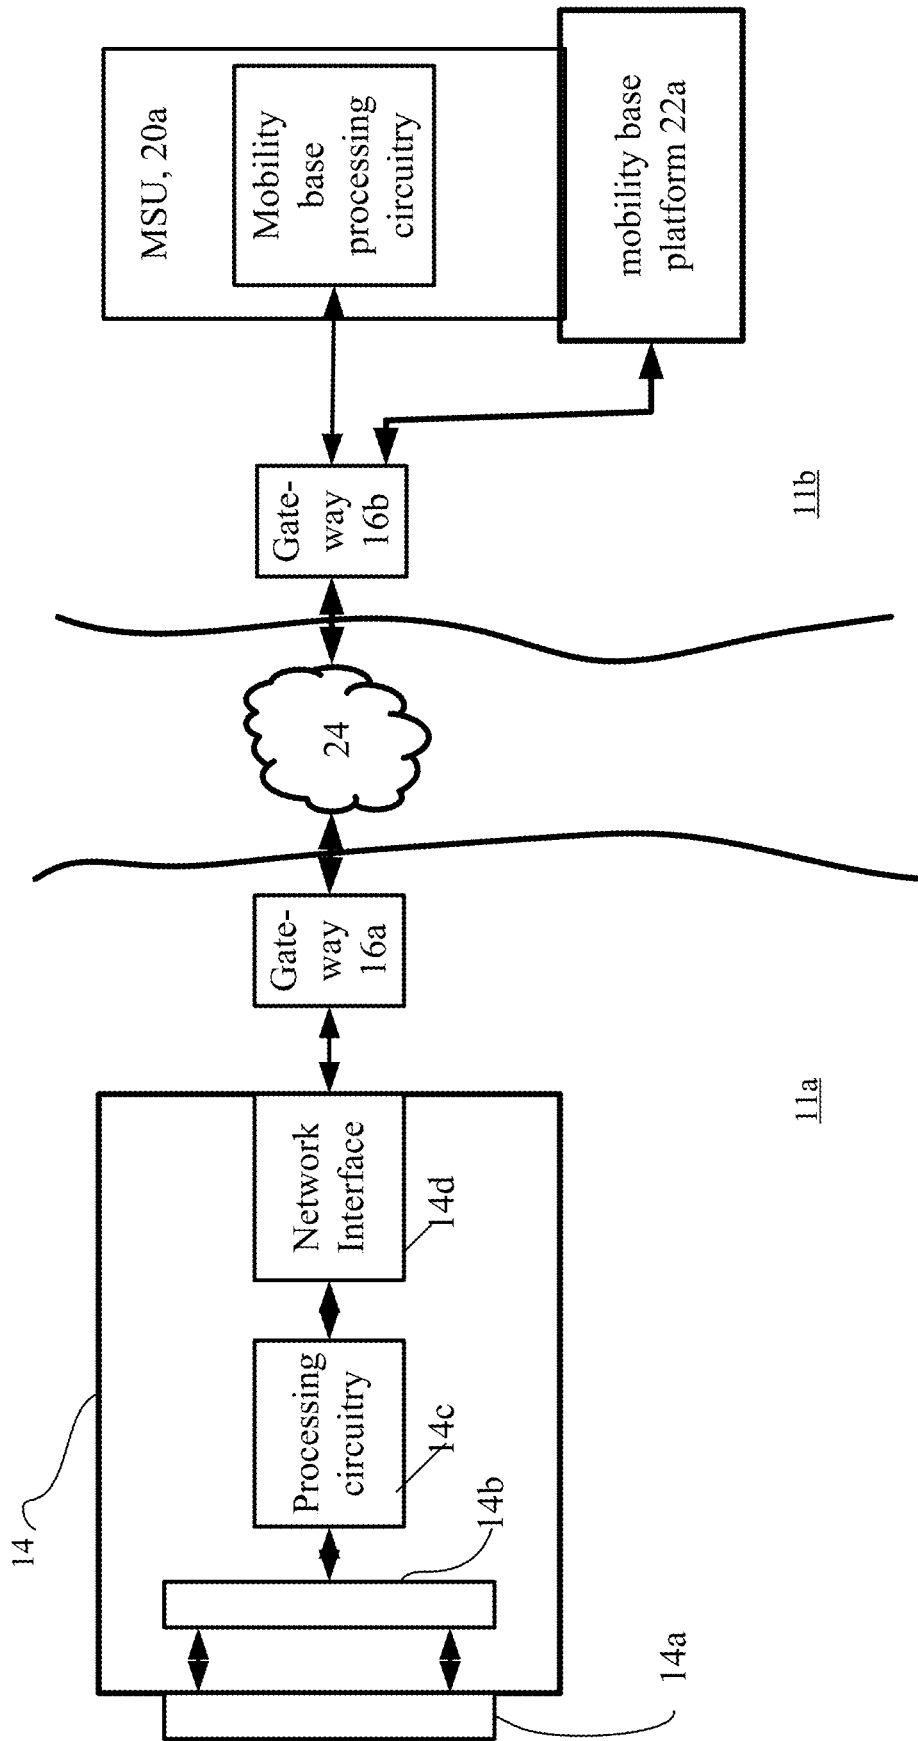 14
14a
14b
Processing
circuitry
14c
Network
Interface
14d
Gate-
way
16a
24
Gate-
way
16b
MSU, 20a
Mobility
base
processing
circuitry
mobility base
platform 22a
11a
11b